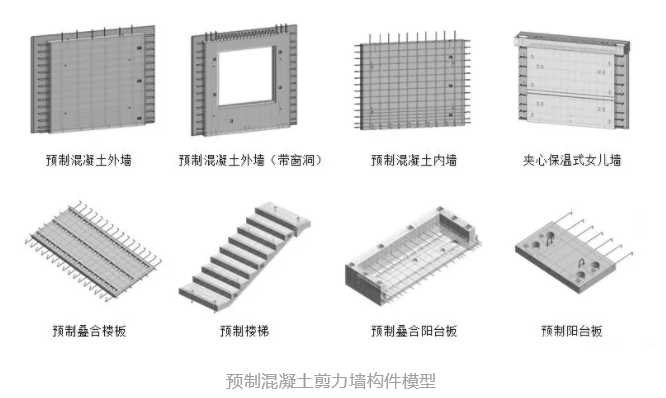 预制混凝土外墙
预制混凝土外墙（带窗洞）
预制混凝土内墙
夹心保温式女儿墙
预制叠合楼板
预制楼梯
预制叠合阳台板
预制阳台板
预制混凝土剪力墙构件模型